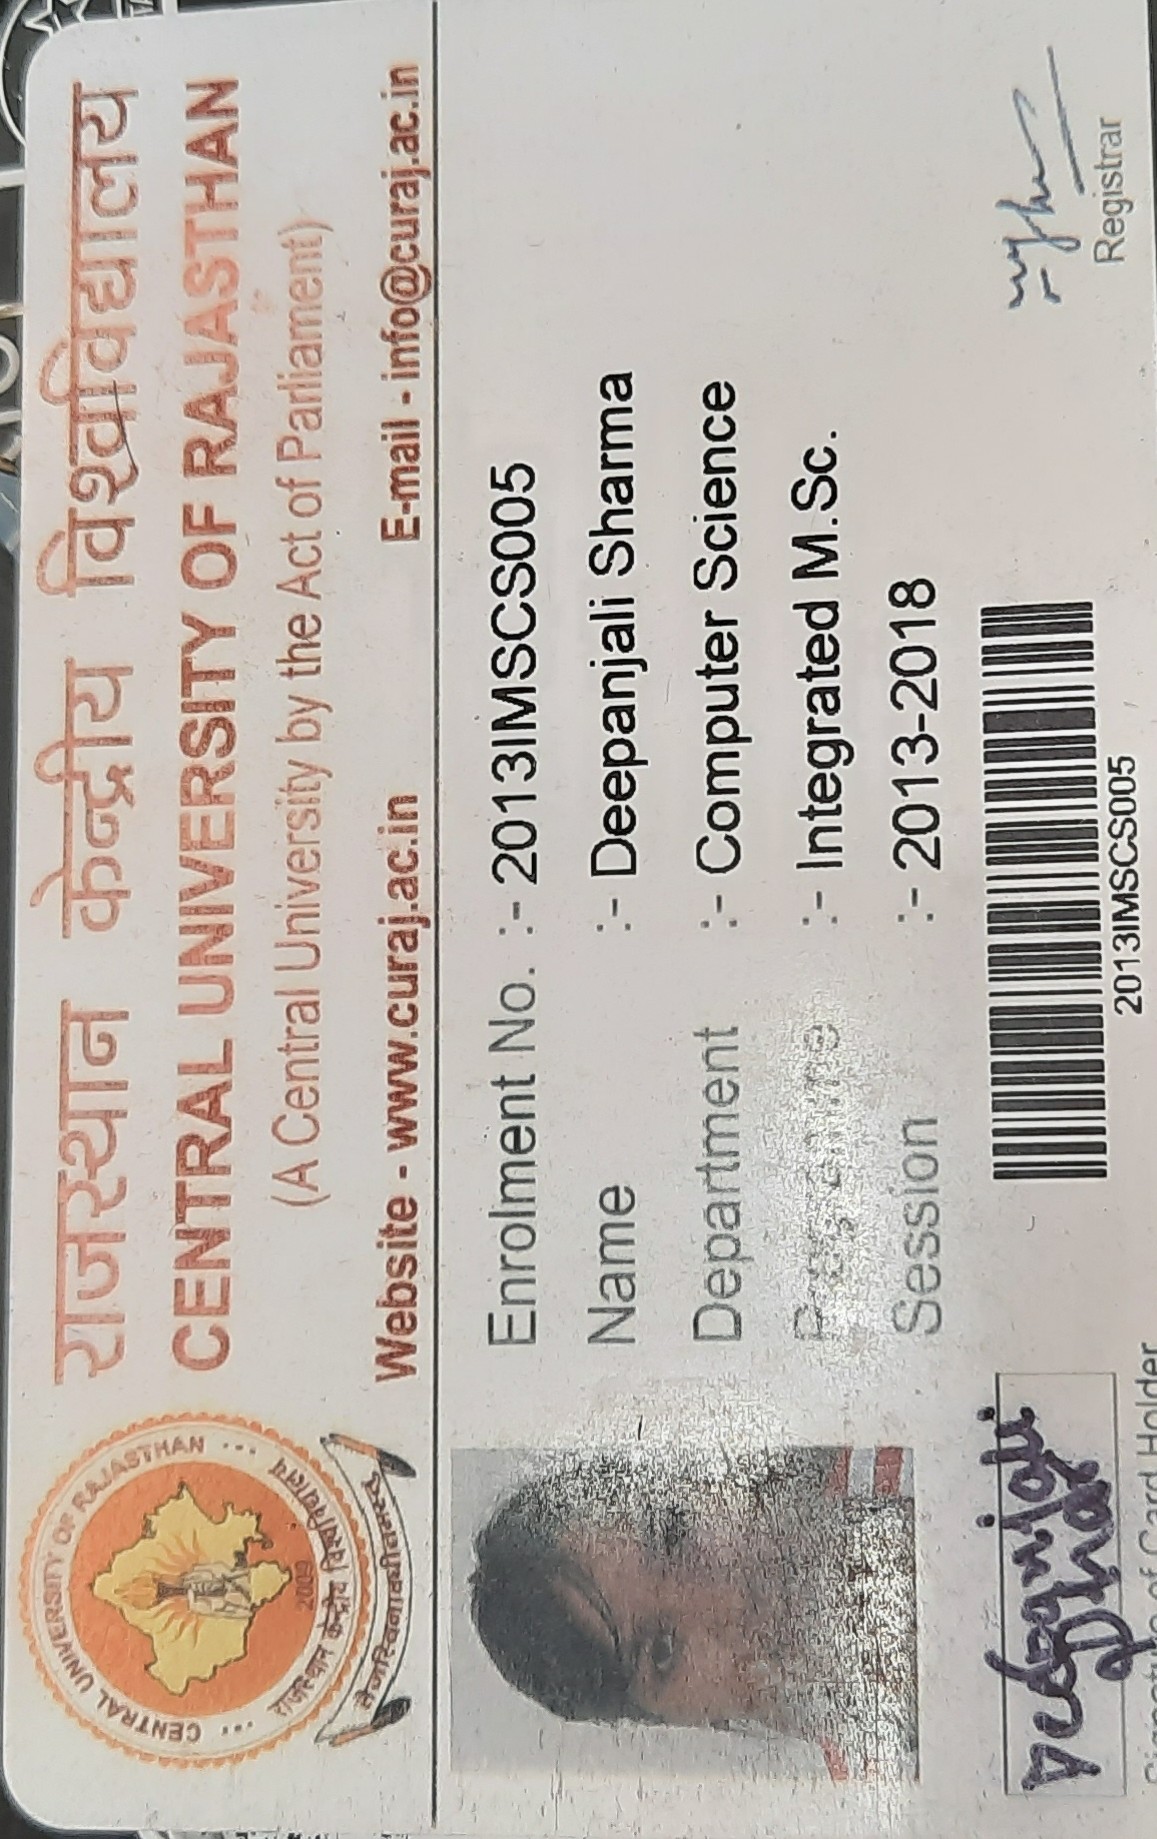 CENTRAL UNIVERSITY OF RAJASTHAN
2009
राजस्थान केन्द्रीय विश्वविद्यालय
तेजस्विनावधीतमस्तु
राजस्थान केन्द्रीय विश्वविद्यालय
CENTRAL UNIVERSITY OF RAJASTHAN
(A Central University by the Act of Parliament)
Website - www.curaj.ac.in E-mail - info@curaj.ac.in
Enrolment No. :- 2013IMSCS005
Name :- Deepanjali Sharma
Department :- Computer Science
Programme :- Integrated M.Sc.
Session :- 2013-2018
Deepanjali
2013IMSCS005
Registrar
Signature of Card Holder